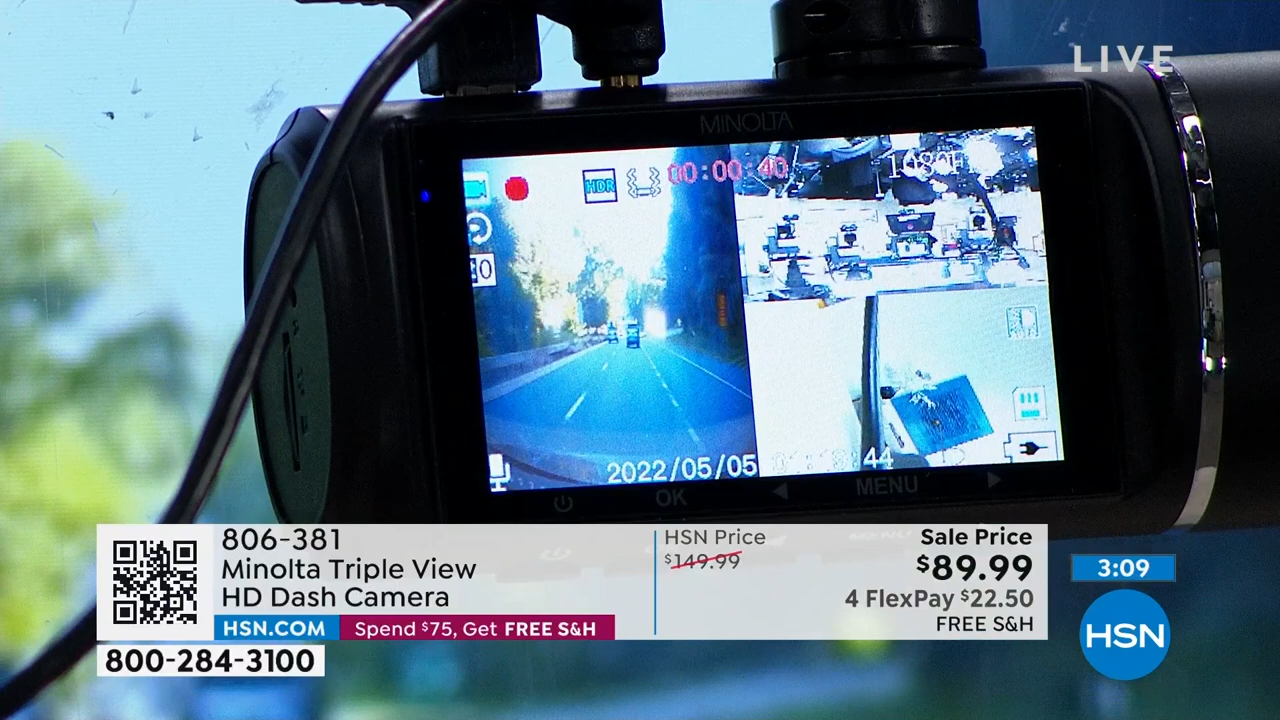 LIVE
MINOLTA
HDR
00:00:40
1080P
2022/05/05
44
OK
MENU
806-381
Minolta Triple View
HD Dash Camera
HSN.COM
Spend $75, Get FREE S&H
800-284-3100
HSN Price
$149.99
Sale Price
$89.99
4 FlexPay $22.50
FREE S&H
3:09
HSN